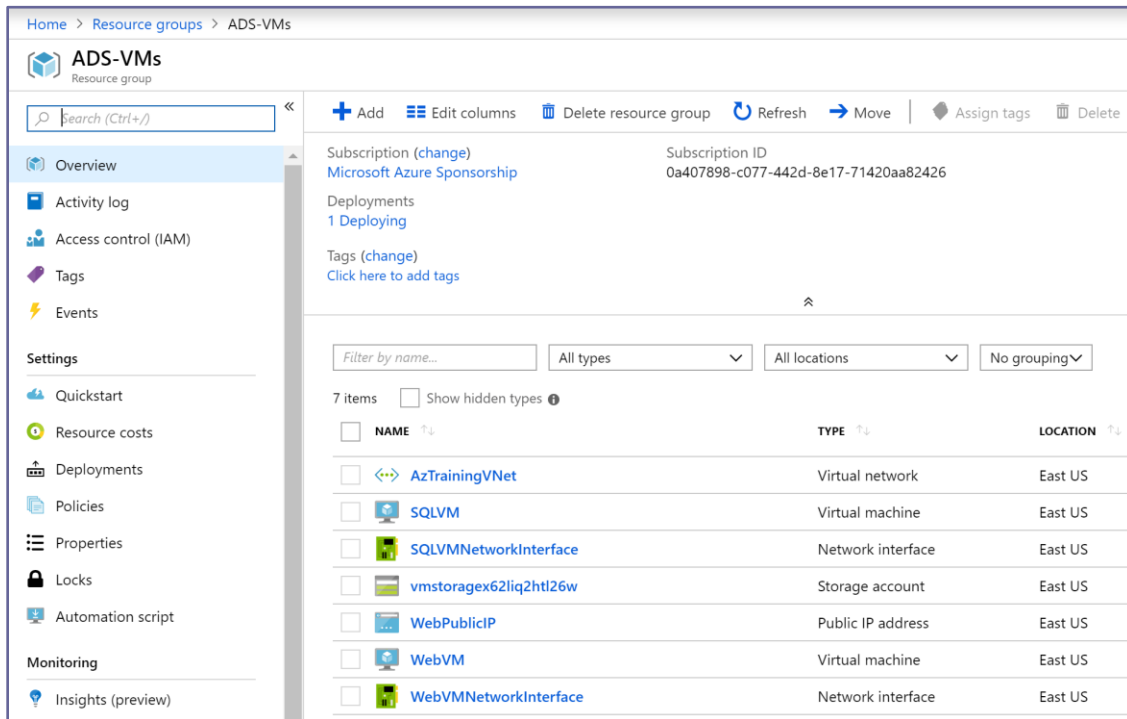 Home > Resource groups > ADS-VMs
ADS-VMs
Resource group
Search (Ctrl+/)
«
Overview
Activity log
Access control (IAM)
Tags
Events
Settings
Quickstart
Resource costs
Deployments
Policies
Properties
Locks
Automation script
Monitoring
Insights (preview)
Add Edit columns Delete resource group Refresh Move Assign tags Delete
Subscription (change) Subscription ID
Microsoft Azure Sponsorship 0a407898-c077-442d-8e17-71420aa82426
Deployments
1 Deploying
Tags (change)
Click here to add tags
Filter by name... All types All locations No grouping
7 items Show hidden types
NAME TYPE LOCATION
AzTrainingVNet Virtual network East US
SQLVM Virtual machine East US
SQLVMNetworkInterface Network interface East US
vmstoragex62liq2htl26w Storage account East US
WebPublicIP Public IP address East US
WebVM Virtual machine East US
WebVMNetworkInterface Network interface East US